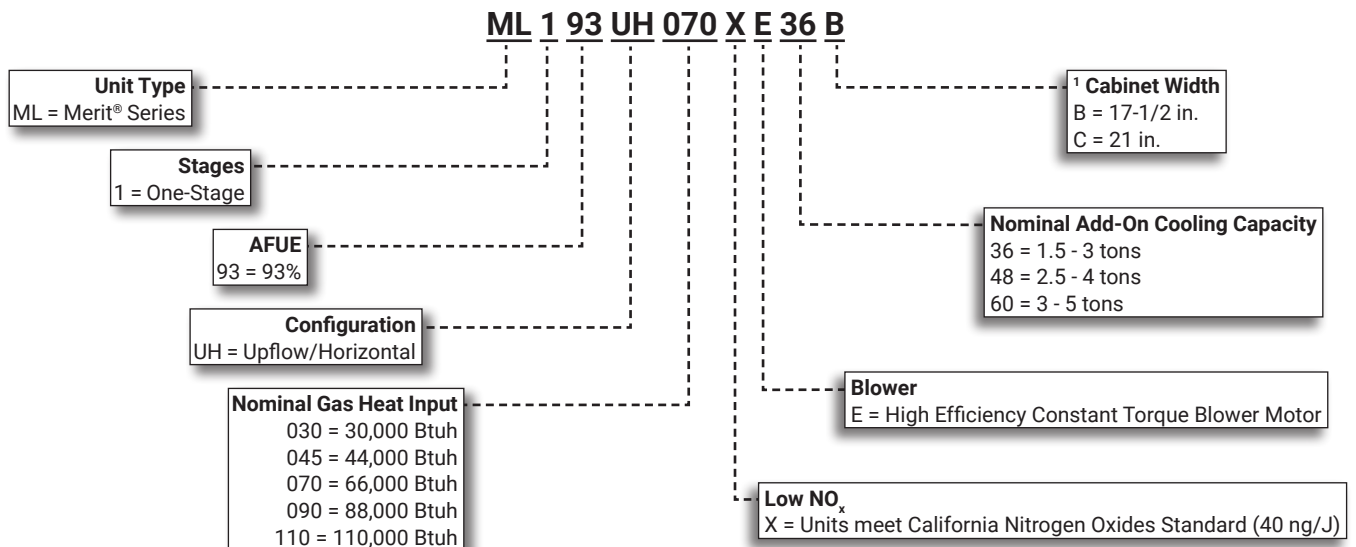 ML 1 93 UH 070 X E 36 B
Unit Type
ML = Merit® Series
Stages
1 = One-Stage
AFUE
93 = 93%
Configuration
UH = Upflow/Horizontal
Nominal Gas Heat Input
030 = 30,000 Btuh
045 = 44,000 Btuh
070 = 66,000 Btuh
090 = 88,000 Btuh
110 = 110,000 Btuh
¹ Cabinet Width
B = 17-1/2 in.
C = 21 in.
Nominal Add-On Cooling Capacity
36 = 1.5 - 3 tons
48 = 2.5 - 4 tons
60 = 3 - 5 tons
Blower
E = High Efficiency Constant Torque Blower Motor
Low NOx
X = Units meet California Nitrogen Oxides Standard (40 ng/J)